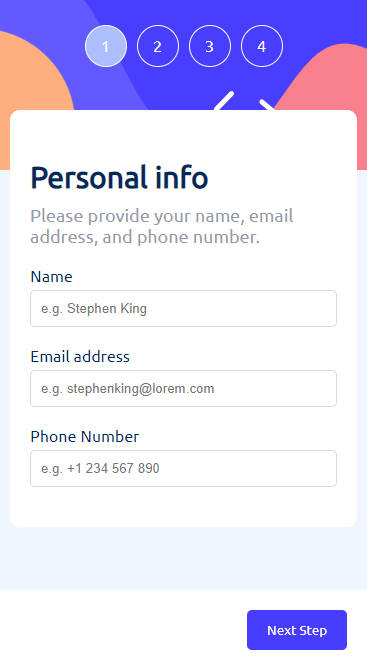 1 2 3 4
Personal info
Please provide your name, email
address, and phone number.
Name
e.g. Stephen King
Email address
e.g. stephenking@lorem.com
Phone Number
e.g. +1 234 567 890
Next Step